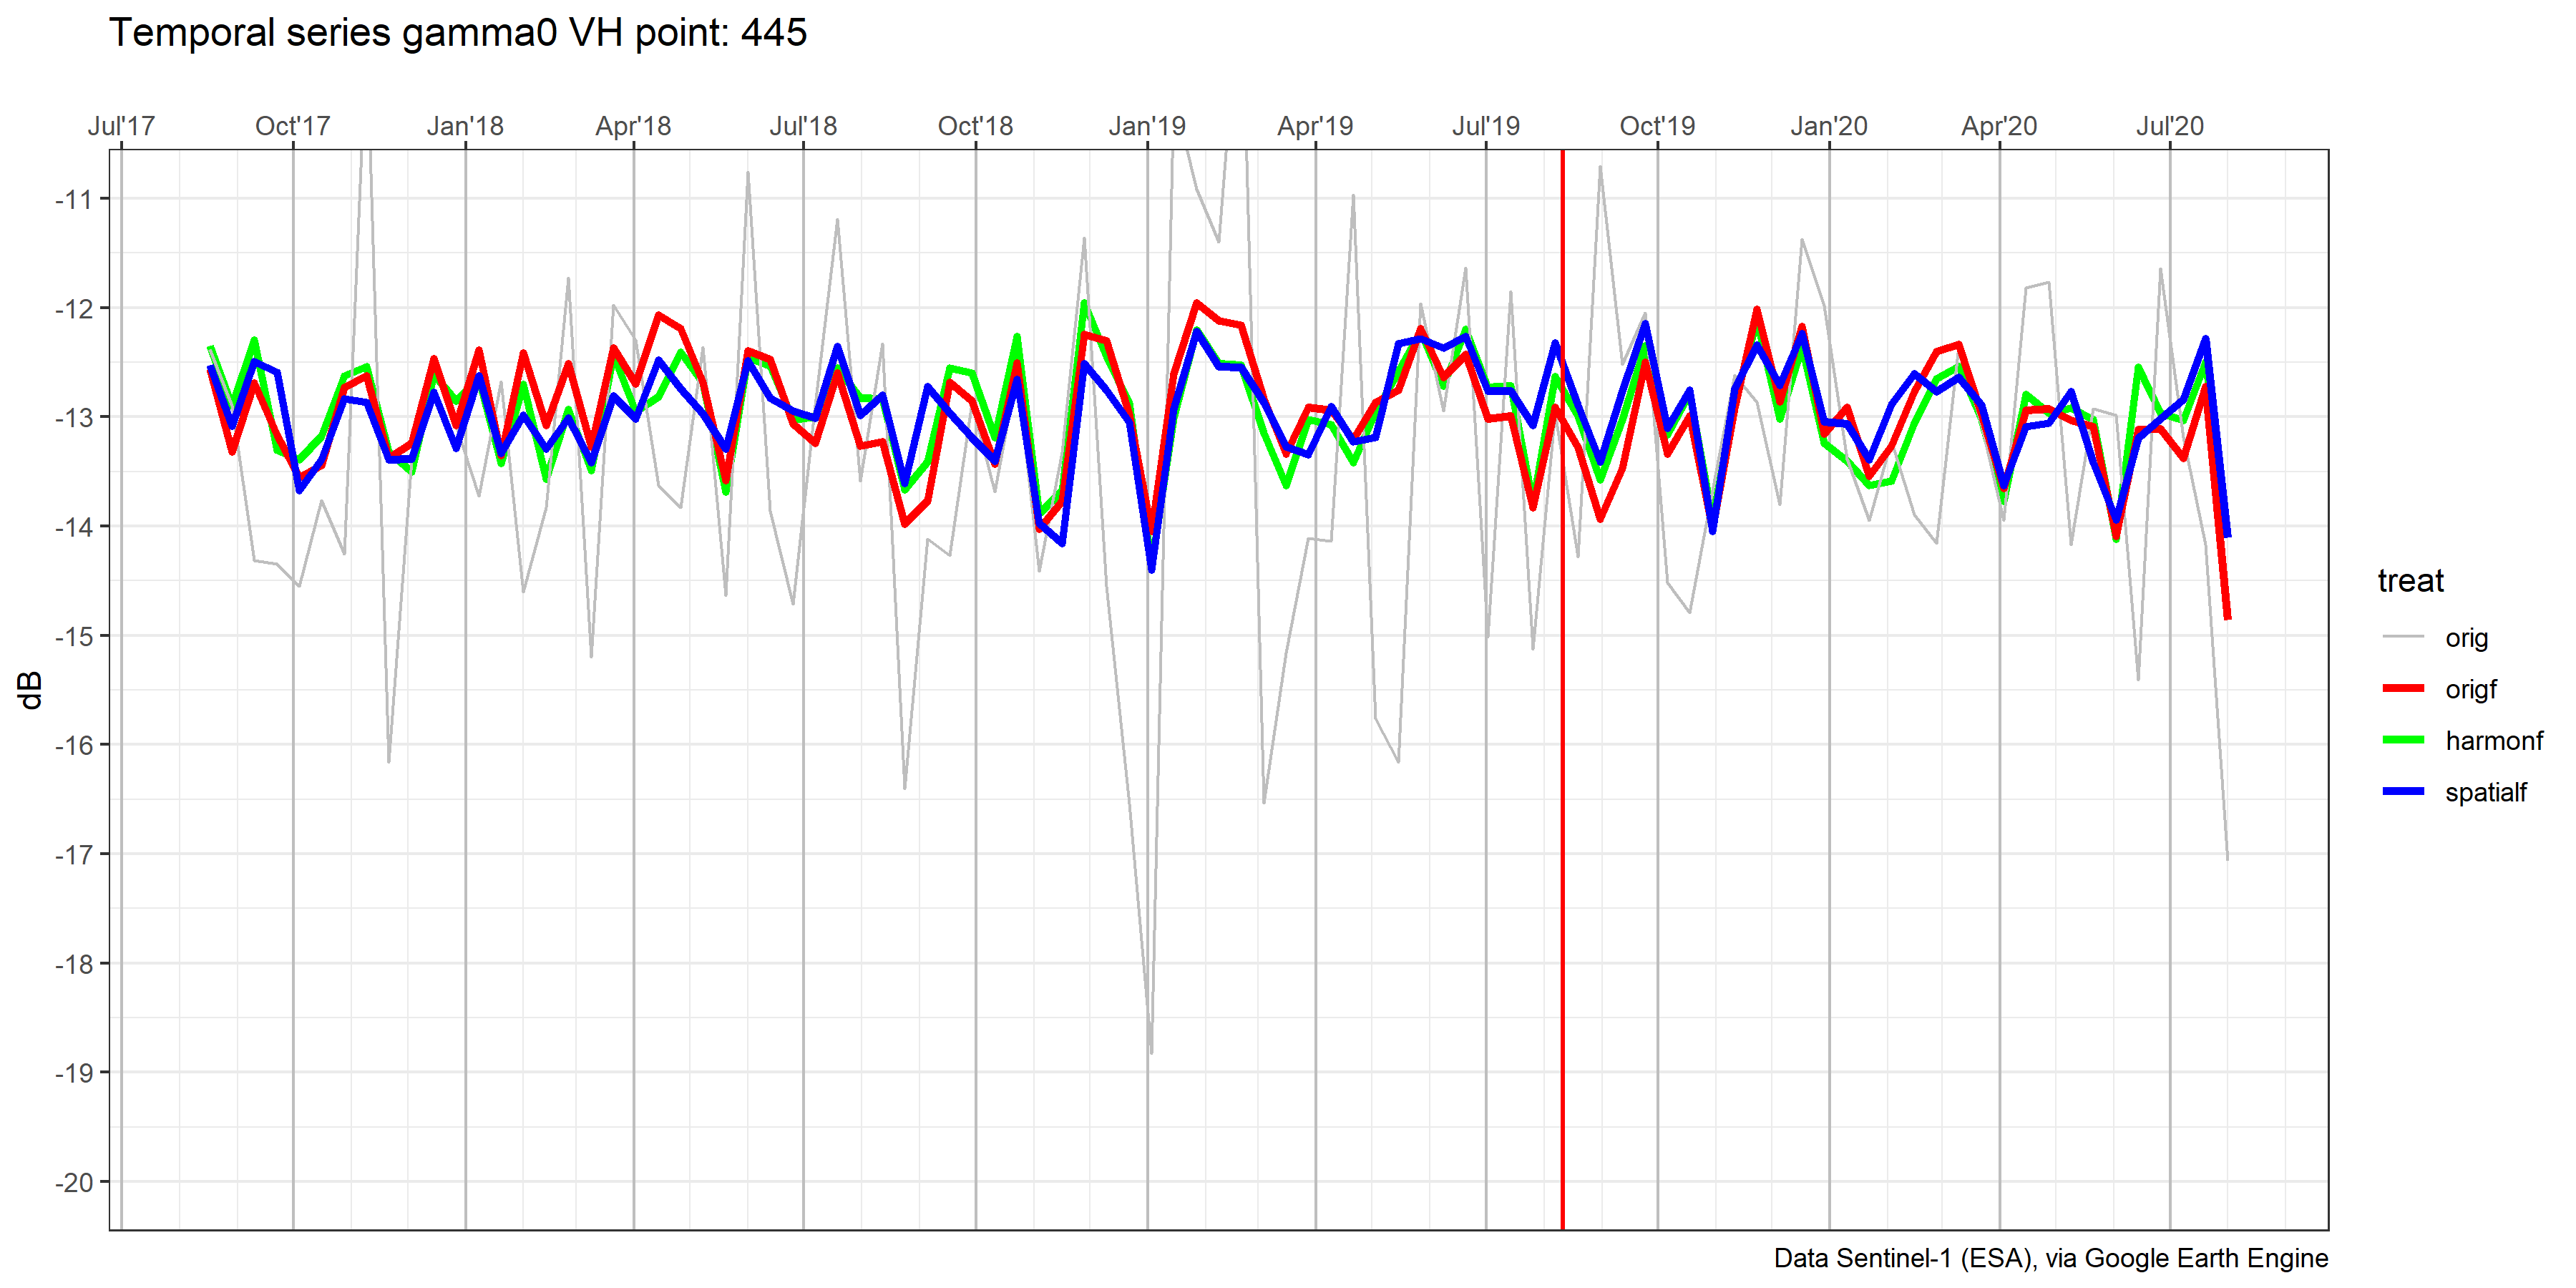 Temporal series gamma0 VH point: 445
Jul'17 Oct'17 Jan'18 Apr'18 Jul'18 Oct'18 Jan'19 Apr'19 Jul'19 Oct'19 Jan'20 Apr'20 Jul'20
-11
-12
-13
-14
-15
-16
-17
-18
-19
-20
dB
treat
orig
origf
harmonf
spatialf
Data Sentinel-1 (ESA), via Google Earth Engine